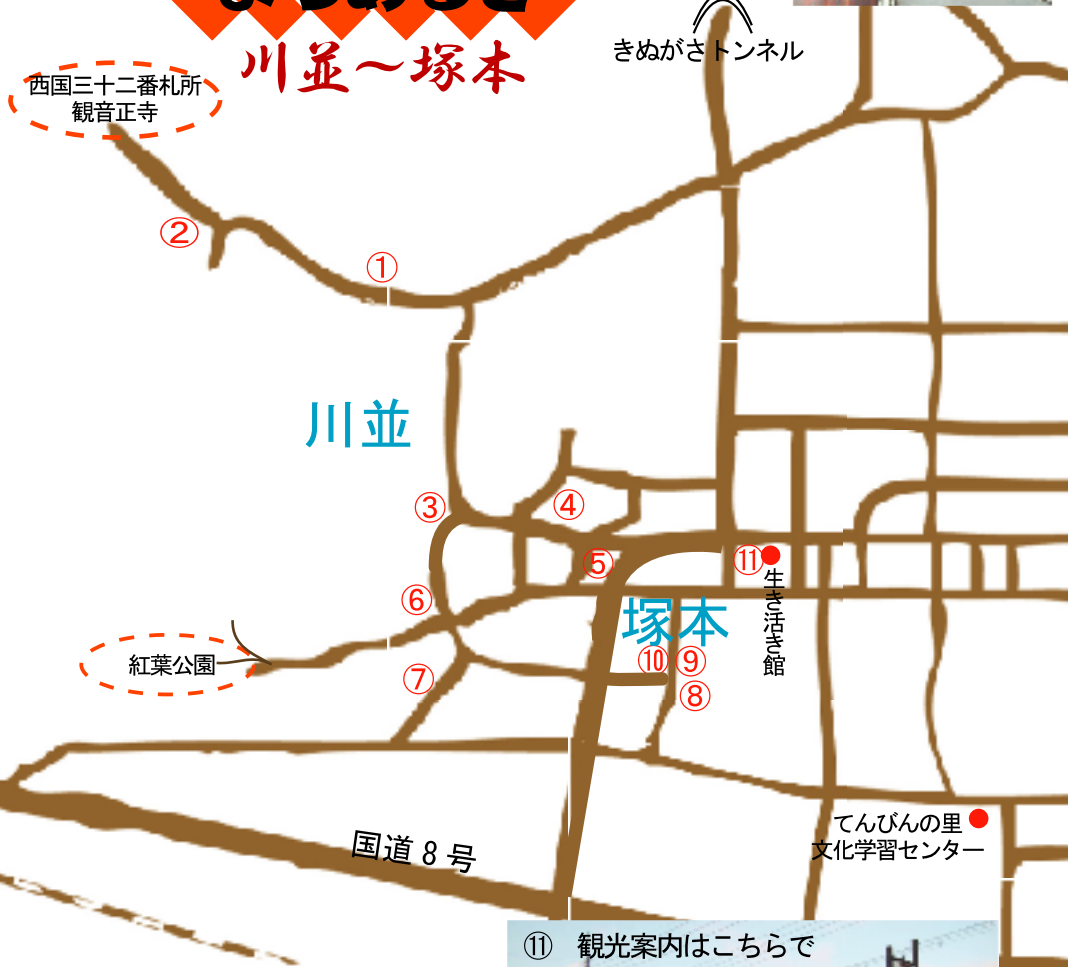 川並～塚本
きぬがさトンネル
西国三十二番札所
観音正寺
②
①
川並
③
④
⑤
⑪
生き活き館
⑥
塚本
紅葉公園
⑩
⑨
⑦
⑧
てんびんの里
文化学習センター
国道8号
⑪ 観光案内はこちらで